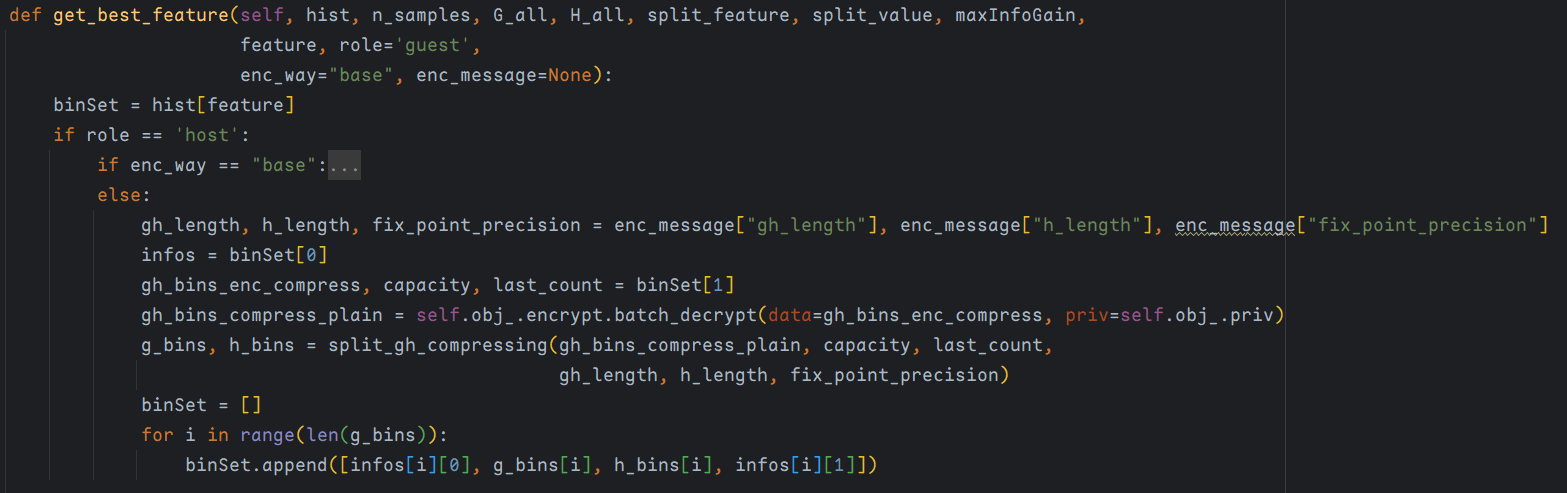 def get_best_feature(self, hist, n_samples, G_all, H_all, split_feature, split_value, maxInfoGain,
                     feature, role='guest',
                     enc_way="base", enc_message=None):
    binSet = hist[feature]
    if role == 'host':
        if enc_way == "base":...
        else:
            gh_length, h_length, fix_point_precision = enc_message["gh_length"], enc_message["h_length"], enc_message["fix_point_precision"]
            infos = binSet[0]
            gh_bins_enc_compress, capacity, last_count = binSet[1]
            gh_bins_compress_plain = self.obj_.encrypt.batch_decrypt(data=gh_bins_enc_compress, priv=self.obj_.priv)
            g_bins, h_bins = split_gh_compressing(gh_bins_compress_plain, capacity, last_count,
                                                  gh_length, h_length, fix_point_precision)
            binSet = []
            for i in range(len(g_bins)):
                binSet.append([infos[i][0], g_bins[i], h_bins[i], infos[i][1]])